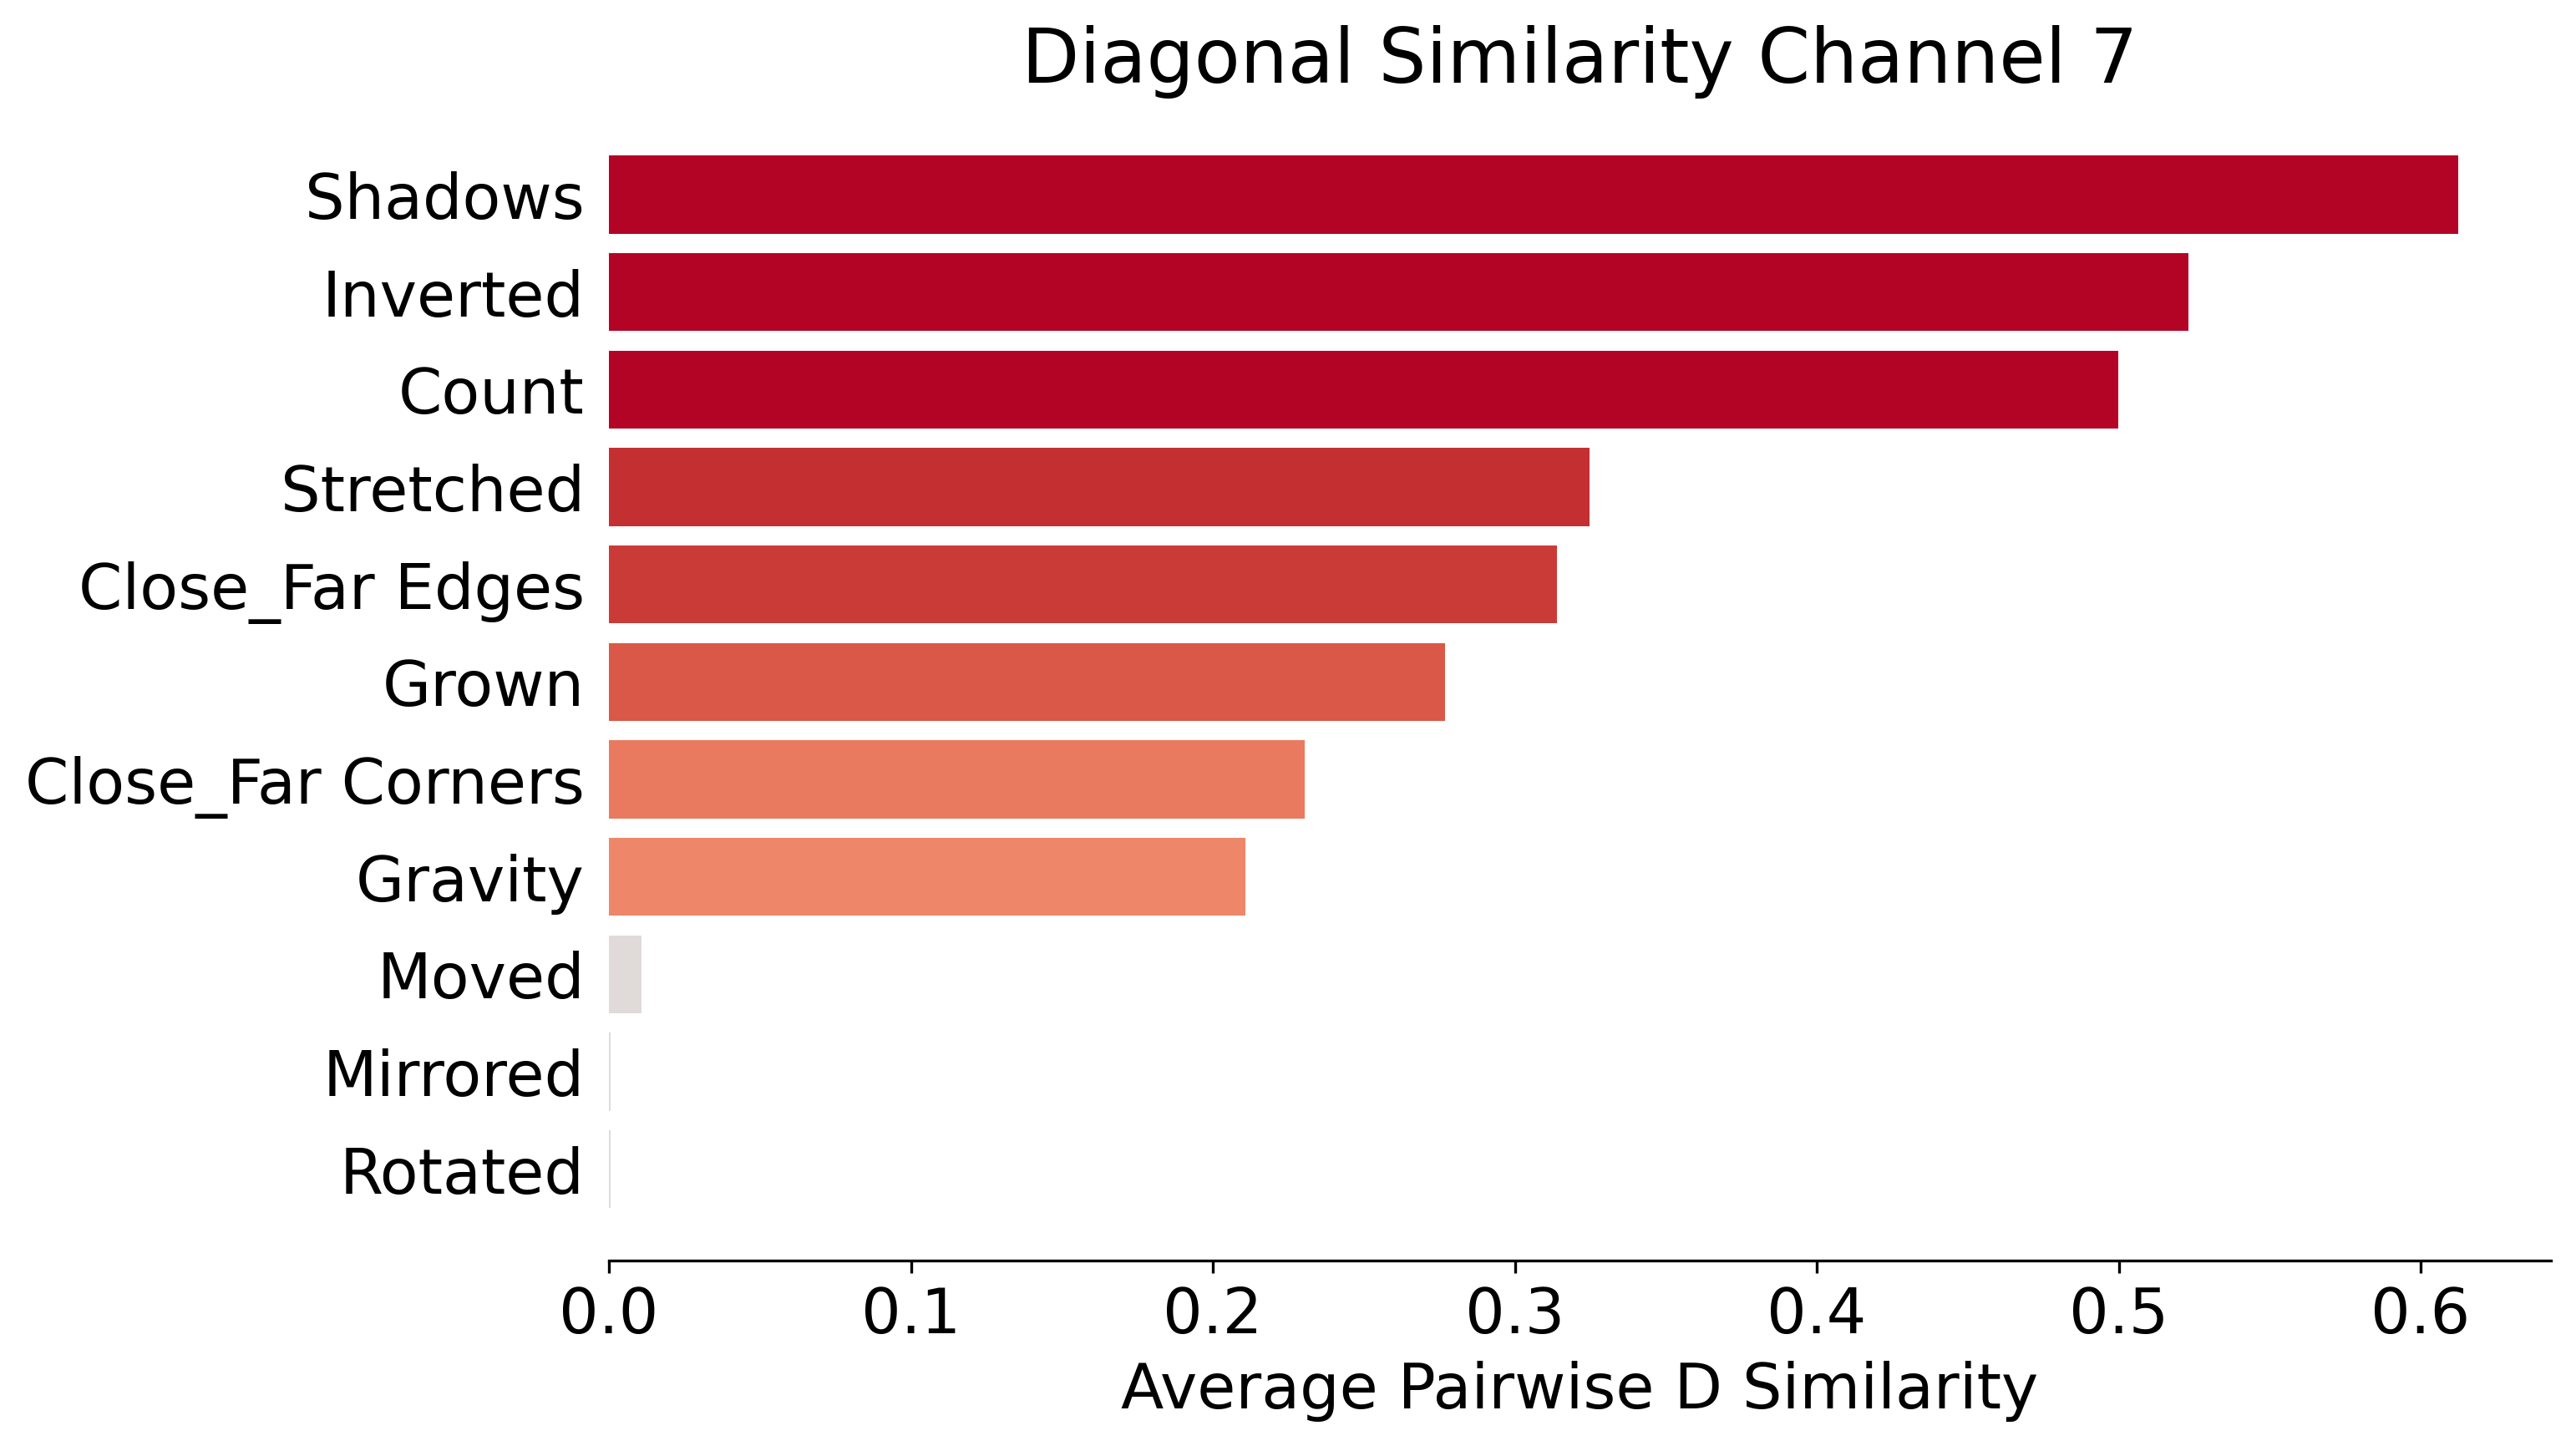 Diagonal Similarity Channel 7
Shadows
Inverted
Count
Stretched
Close_Far Edges
Grown
Close_Far Corners
Gravity
Moved
Mirrored
Rotated
0.0 0.1 0.2 0.3 0.4 0.5 0.6
Average Pairwise D Similarity